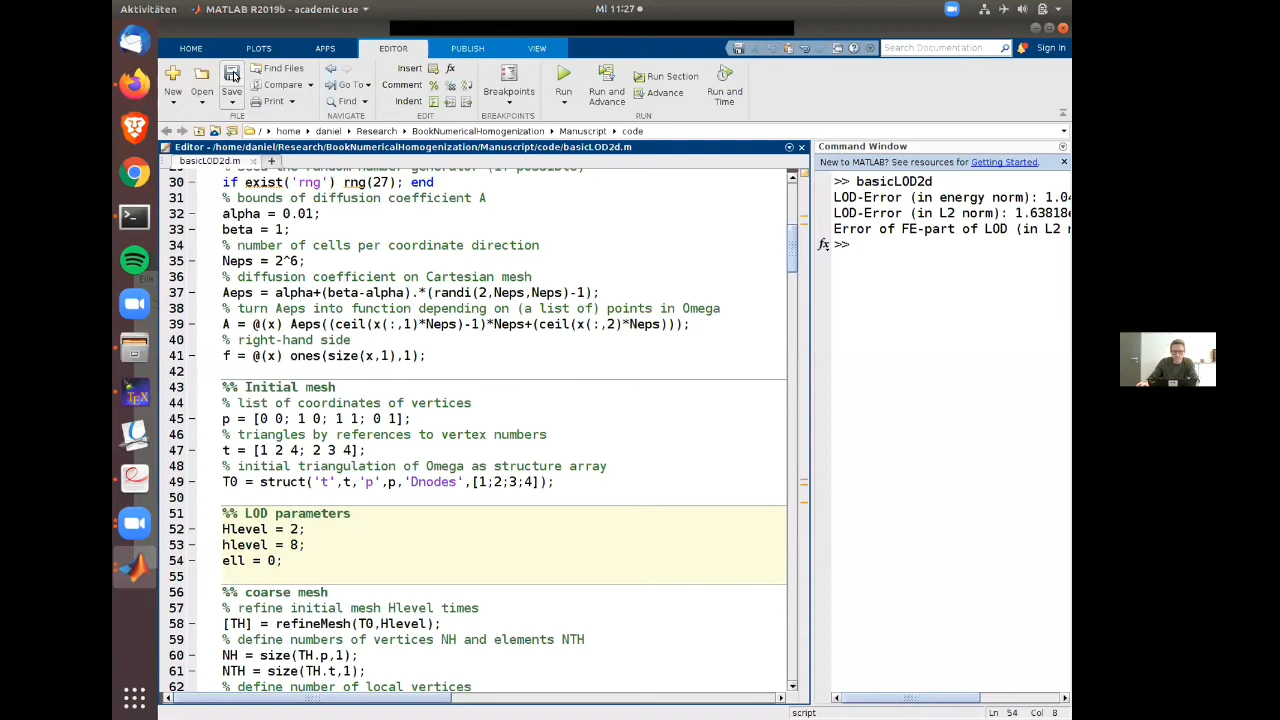 Aktivitäten
MATLAB R2019b - academic use
Mi 11:27
HOME PLOTS APPS EDITOR PUBLISH VIEW
Search Documentation
Sign In
New Open Save
Find Files
Compare
Print
FILE
Go To
Find
NAVIGATE
Insert
Comment
Indent
EDIT
Breakpoints
BREAKPOINTS
Run
Run and Advance
Run Section
Advance
Run and Time
RUN
/ home daniel Research BookNumericalHomogenization Manuscript code
Editor - /home/daniel/Research/BookNumericalHomogenization/Manuscript/code/basicLOD2d.m
basicLOD2d.m
30 if exist('rng') rng(27); end
31 % bounds of diffusion coefficient A
32 alpha = 0.01;
33 beta = 1;
34 % number of cells per coordinate direction
35 Neps = 2^6;
36 % diffusion coefficient on Cartesian mesh
37 Aeps = alpha+(beta-alpha).*(randi(2,Neps,Neps)-1);
38 % turn Aeps into function depending on (a list of) points in Omega
39 A = @(x) Aeps((ceil(x(:,1)*Neps)-1)*Neps+(ceil(x(:,2)*Neps)));
40 % right-hand side
41 f = @(x) ones(size(x,1),1);
42
43 %% Initial mesh
44 % list of coordinates of vertices
45 p = [0 0; 1 0; 1 1; 0 1];
46 % triangles by references to vertex numbers
47 t = [1 2 4; 2 3 4];
48 % initial triangulation of Omega as structure array
49 T0 = struct('t',t,'p',p,'Dnodes',[1;2;3;4]);
50
51 %% LOD parameters
52 Hlevel = 2;
53 hlevel = 8;
54 ell = 0;
55
56 %% coarse mesh
57 % refine initial mesh Hlevel times
58 [TH] = refineMesh(T0,Hlevel);
59 % define numbers of vertices NH and elements NTH
60 NH = size(TH.p,1);
61 NTH = size(TH.t,1);
62 % define number of local vertices
Command Window
New to MATLAB? See resources for Getting Started.
>> basicLOD2d
LOD-Error (in energy norm): 1.04
LOD-Error (in L2 norm): 1.63818e
Error of FE-part of LOD (in L2 n
fx >>
script
Ln 54 Col 8